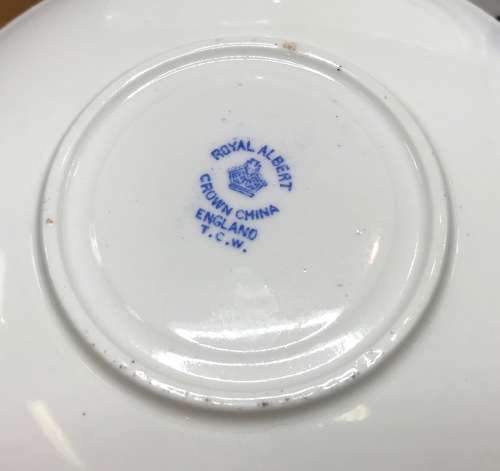 ROYAL ALBERT
CROWN CHINA
ENGLAND
T.C.W.